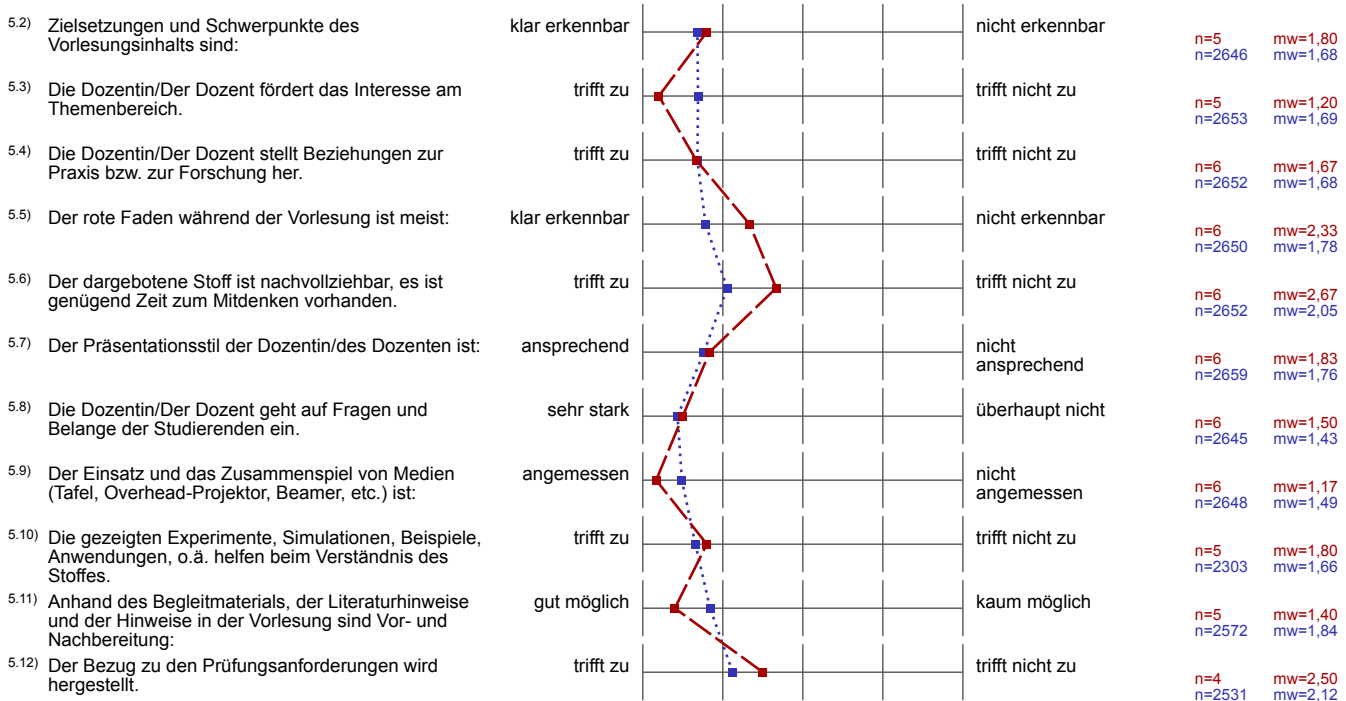 5.2) Zielsetzungen und Schwerpunkte des
Vorlesungsinhalts sind:
klar erkennbar
nicht erkennbar
n=5 mw=1,80
n=2646 mw=1,68
5.3) Die Dozentin/Der Dozent fördert das Interesse am
Themenbereich.
trifft zu
trifft nicht zu
n=5 mw=1,20
n=2653 mw=1,69
5.4) Die Dozentin/Der Dozent stellt Beziehungen zur
Praxis bzw. zur Forschung her.
trifft zu
trifft nicht zu
n=6 mw=1,67
n=2652 mw=1,68
5.5) Der rote Faden während der Vorlesung ist meist:
klar erkennbar
nicht erkennbar
n=6 mw=2,33
n=2650 mw=1,78
5.6) Der dargebotene Stoff ist nachvollziehbar, es ist
genügend Zeit zum Mitdenken vorhanden.
trifft zu
trifft nicht zu
n=6 mw=2,67
n=2652 mw=2,05
5.7) Der Präsentationsstil der Dozentin/des Dozenten ist:
ansprechend
nicht
ansprechend
n=6 mw=1,83
n=2659 mw=1,76
5.8) Die Dozentin/Der Dozent geht auf Fragen und
Belange der Studierenden ein.
sehr stark
überhaupt nicht
n=6 mw=1,50
n=2645 mw=1,43
5.9) Der Einsatz und das Zusammenspiel von Medien
(Tafel, Overhead-Projektor, Beamer, etc.) ist:
angemessen
nicht
angemessen
n=6 mw=1,17
n=2648 mw=1,49
5.10) Die gezeigten Experimente, Simulationen, Beispiele,
Anwendungen, o.ä. helfen beim Verständnis des
Stoffes.
trifft zu
trifft nicht zu
n=5 mw=1,80
n=2303 mw=1,66
5.11) Anhand des Begleitmaterials, der Literaturhinweise
und der Hinweise in der Vorlesung sind Vor- und
Nachbereitung:
gut möglich
kaum möglich
n=5 mw=1,40
n=2572 mw=1,84
5.12) Der Bezug zu den Prüfungsanforderungen wird
hergestellt.
trifft zu
trifft nicht zu
n=4 mw=2,50
n=2531 mw=2,12